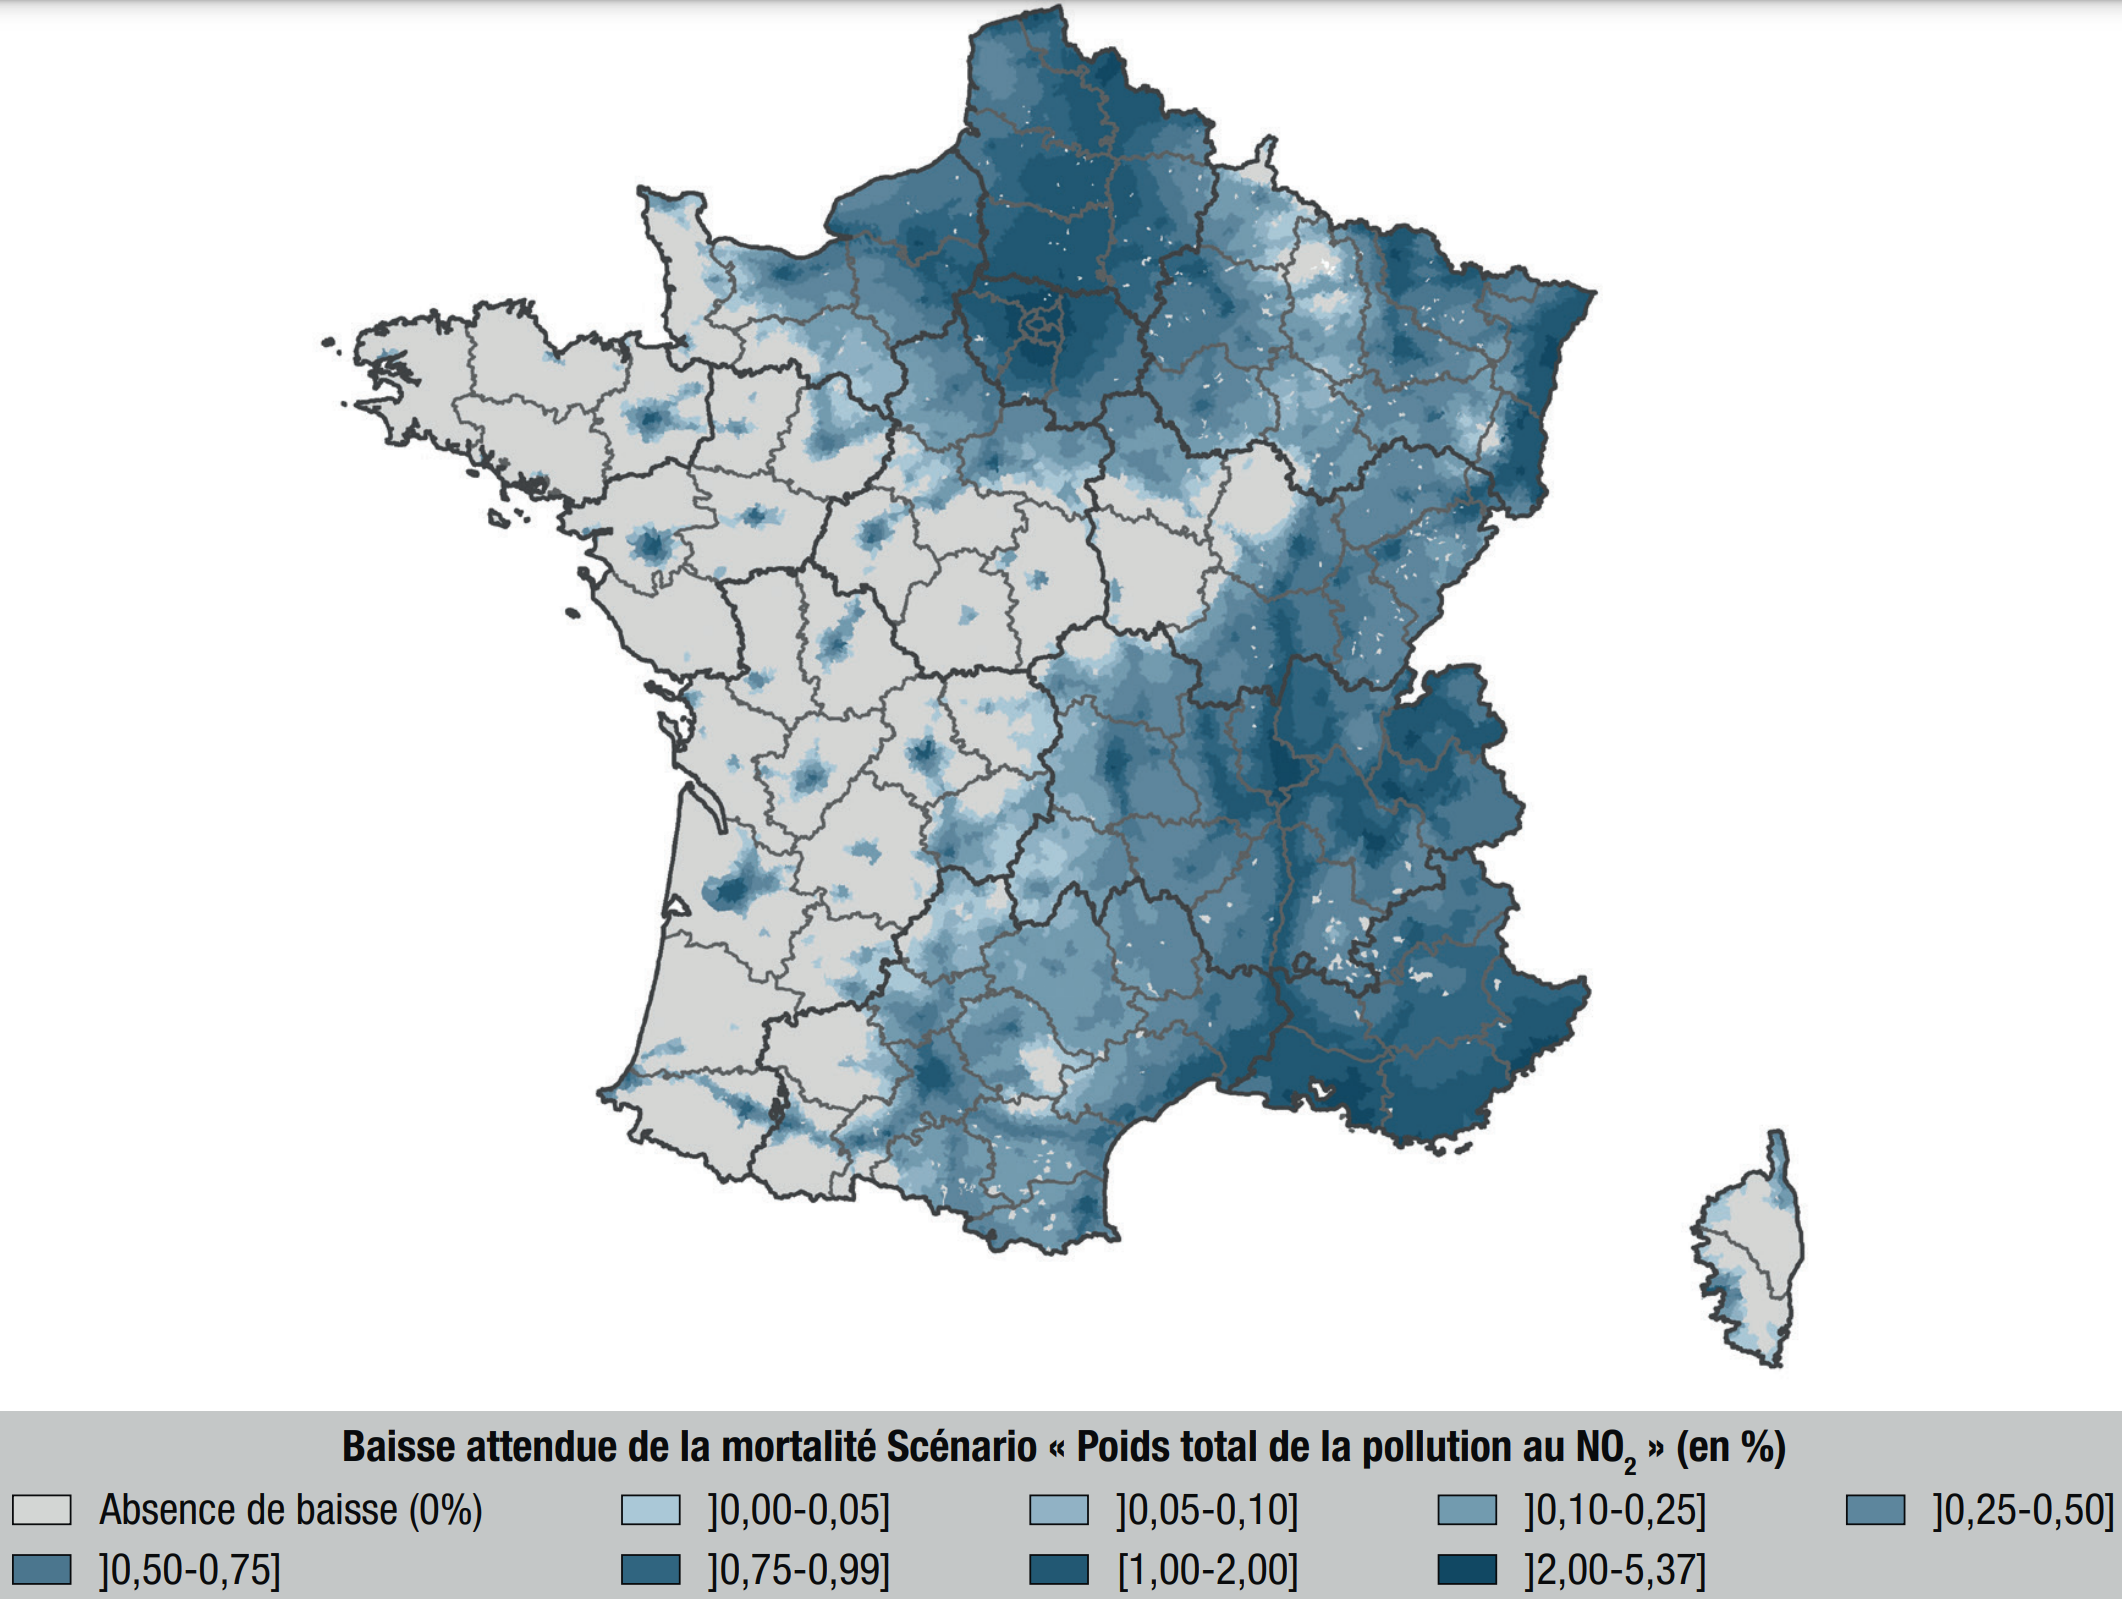 Baisse attendue de la mortalité Scénario « Poids total de la pollution au NO₂ » (en %)
Absence de baisse (0%) ]0,00-0,05] ]0,05-0,10] ]0,10-0,25] ]0,25-0,50]
]0,50-0,75] ]0,75-0,99] [1,00-2,00] ]2,00-5,37]